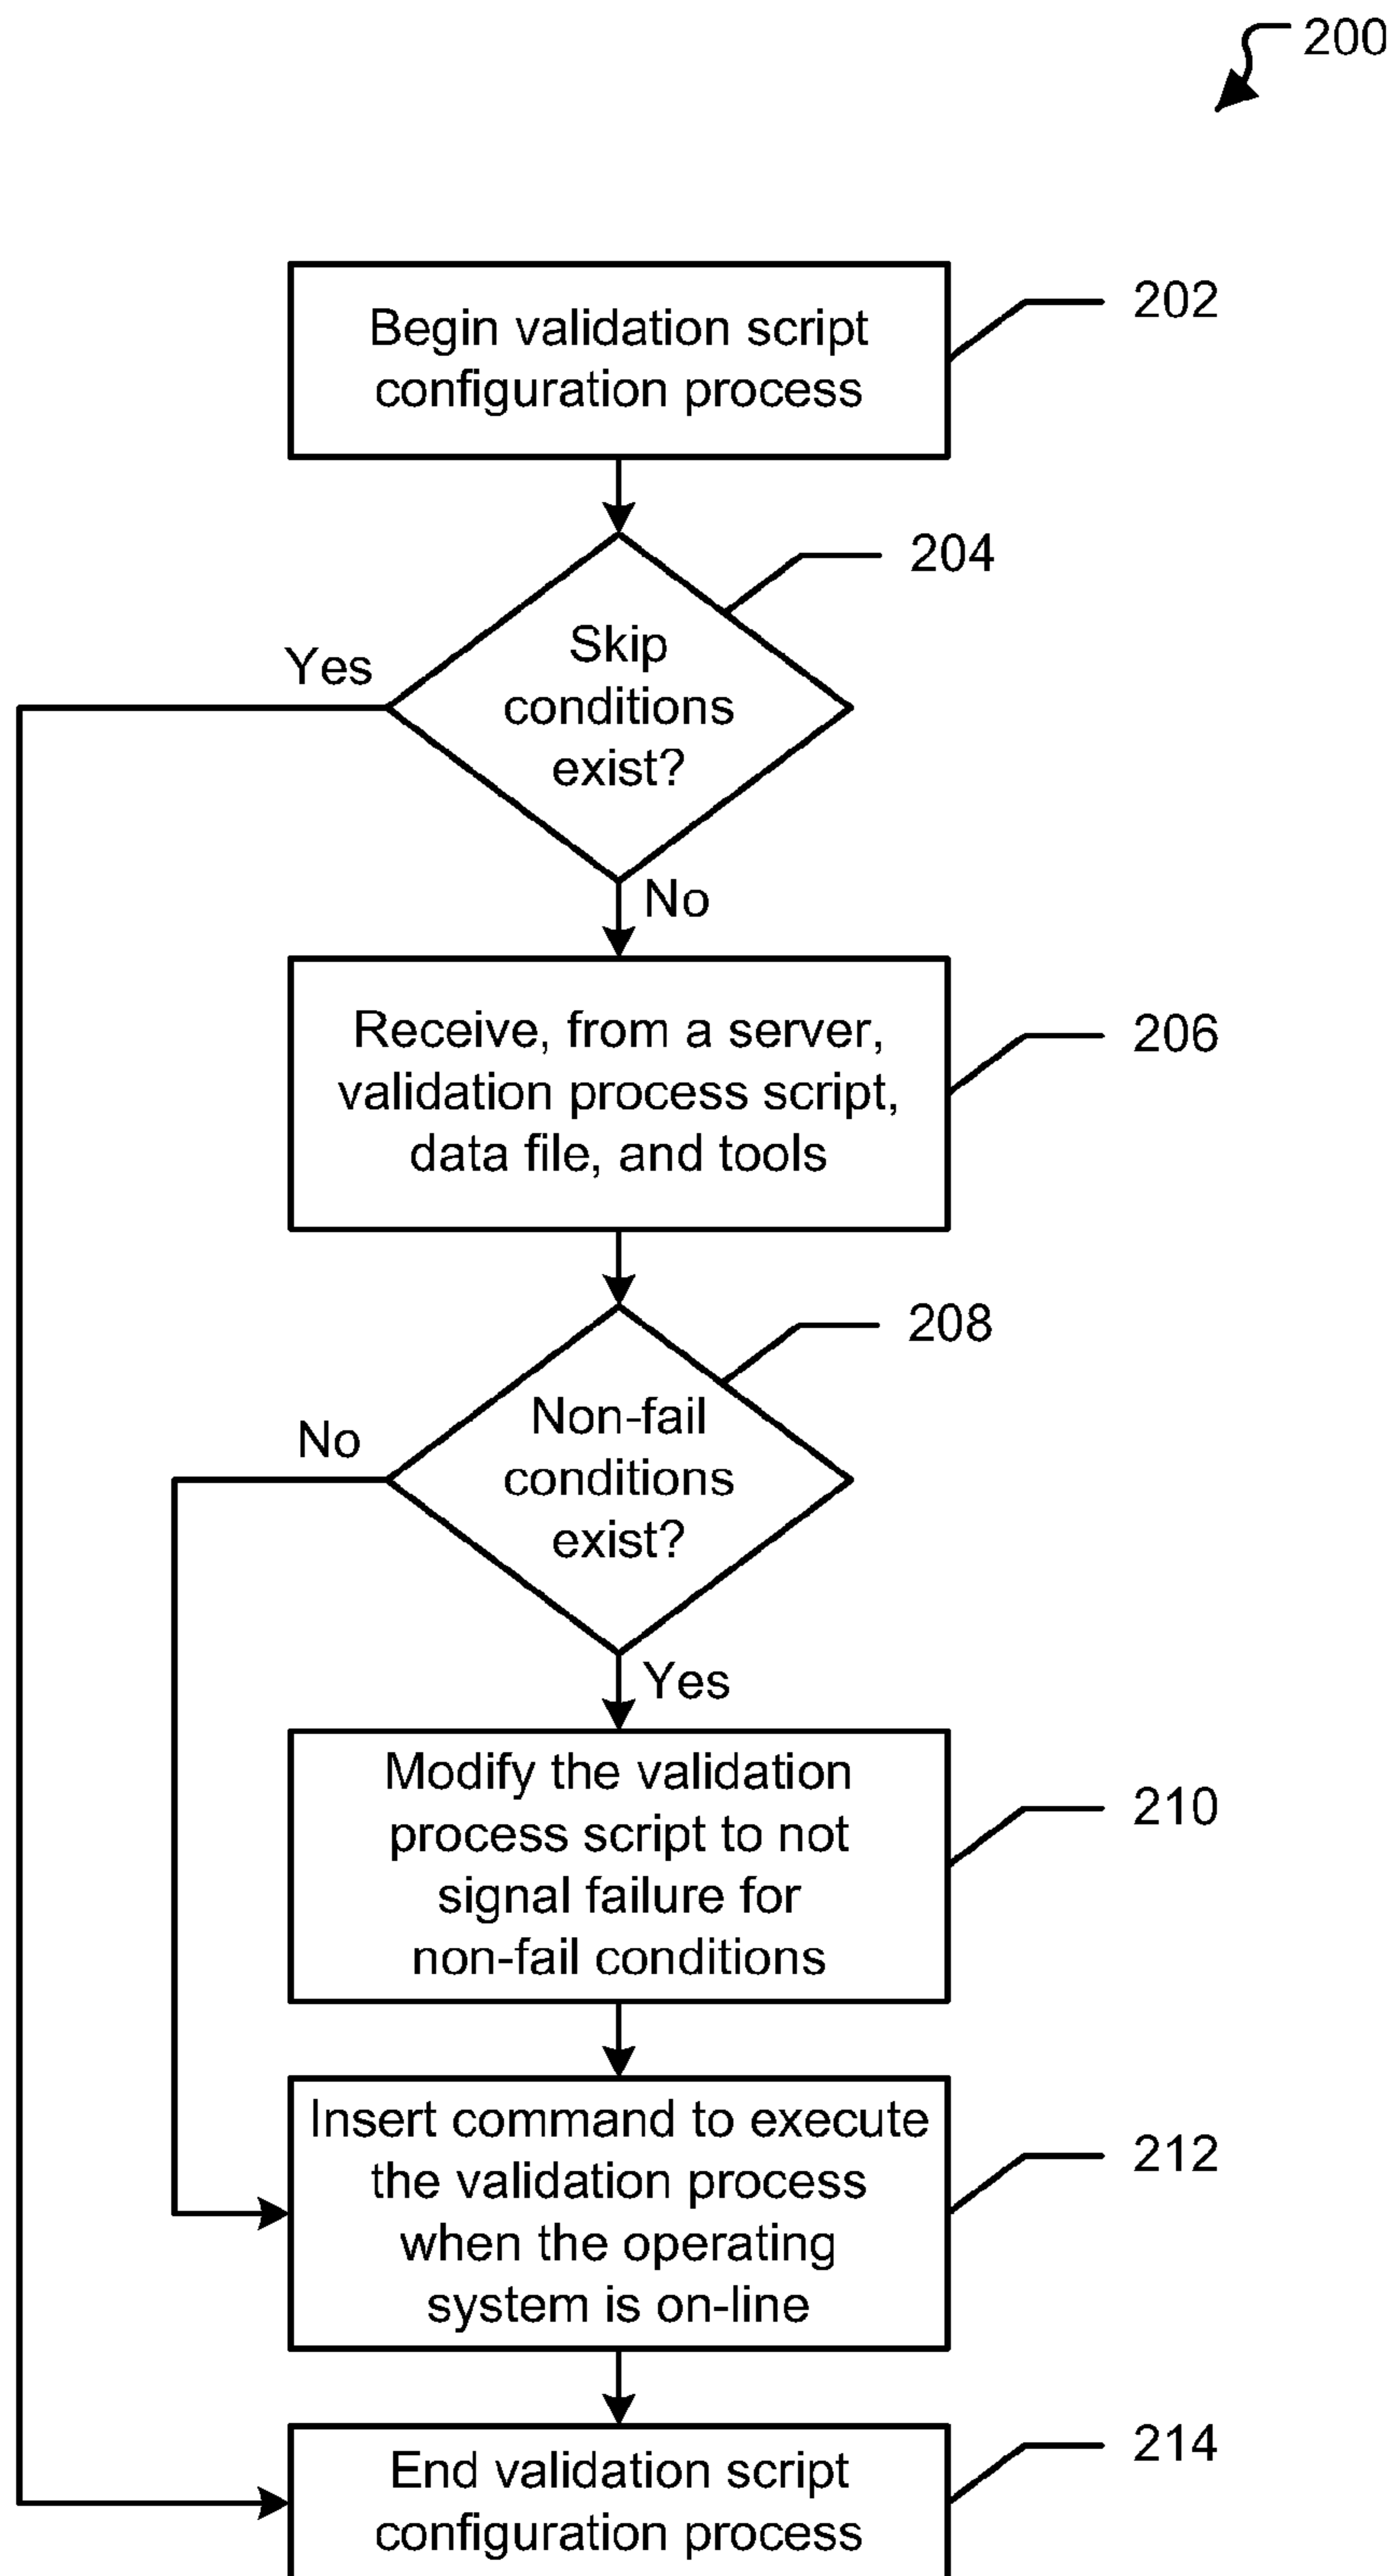 200
Begin validation script
configuration process
202
204
Skip
conditions
exist?
Yes
No
Receive, from a server,
validation process script,
data file, and tools
206
208
Non-fail
conditions
exist?
No
Yes
Modify the validation
process script to not
signal failure for
non-fail conditions
210
Insert command to execute
the validation process
when the operating
system is on-line
212
End validation script
configuration process
214